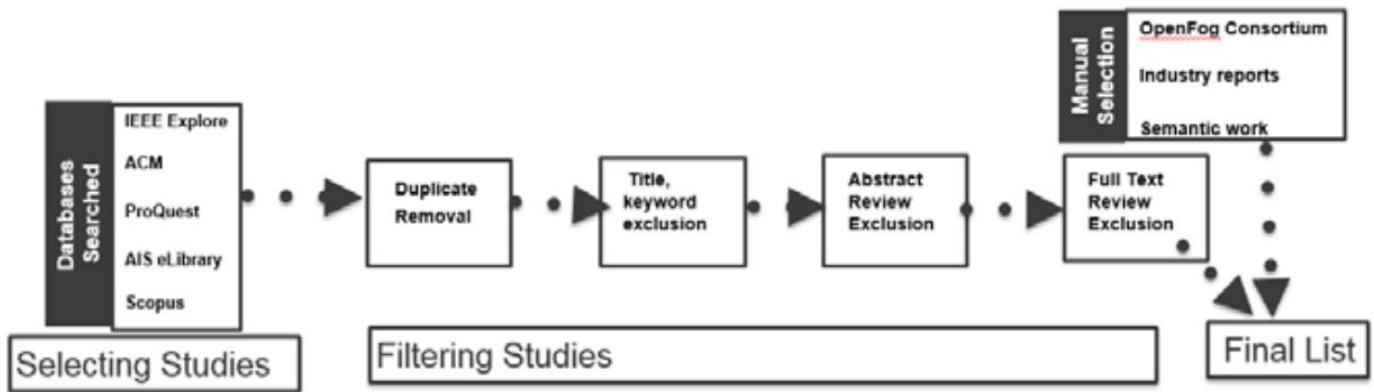 Databases
Searched
IEEE Explore
ACM
ProQuest
AIS eLibrary
Scopus
Selecting Studies
Duplicate
Removal
Title,
keyword
exclusion
Abstract
Review
Exclusion
Full Text
Review
Exclusion
Filtering Studies
Manual
Selection
OpenFog Consortium
Industry reports
Semantic work
Final List